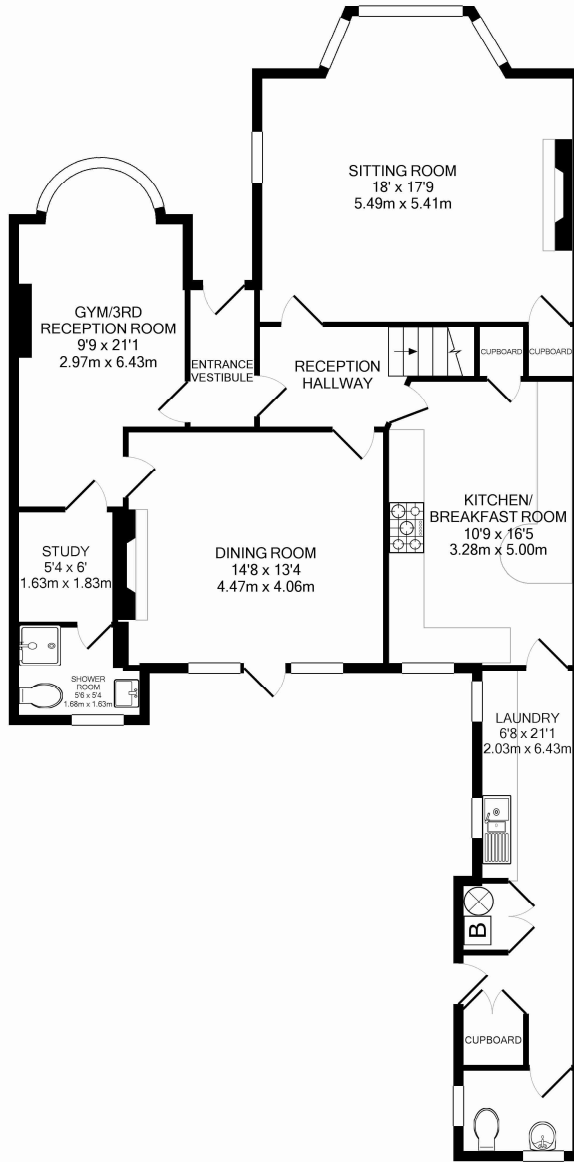 SITTING ROOM
18' x 17'9
5.49m x 5.41m
GYM/3RD
RECEPTION ROOM
9'9 x 21'1
2.97m x 6.43m
ENTRANCE
VESTIBULE
RECEPTION
HALLWAY
CUPBOARD
CUPBOARD
KITCHEN/
BREAKFAST ROOM
10'9 x 16'5
3.28m x 5.00m
STUDY
5'4 x 6'
1.63m x 1.83m
DINING ROOM
14'8 x 13'4
4.47m x 4.06m
SHOWER
ROOM
5'6 x 5'4
1.68m x 1.63m
LAUNDRY
6'8 x 21'1
2.03m x 6.43m
B
CUPBOARD